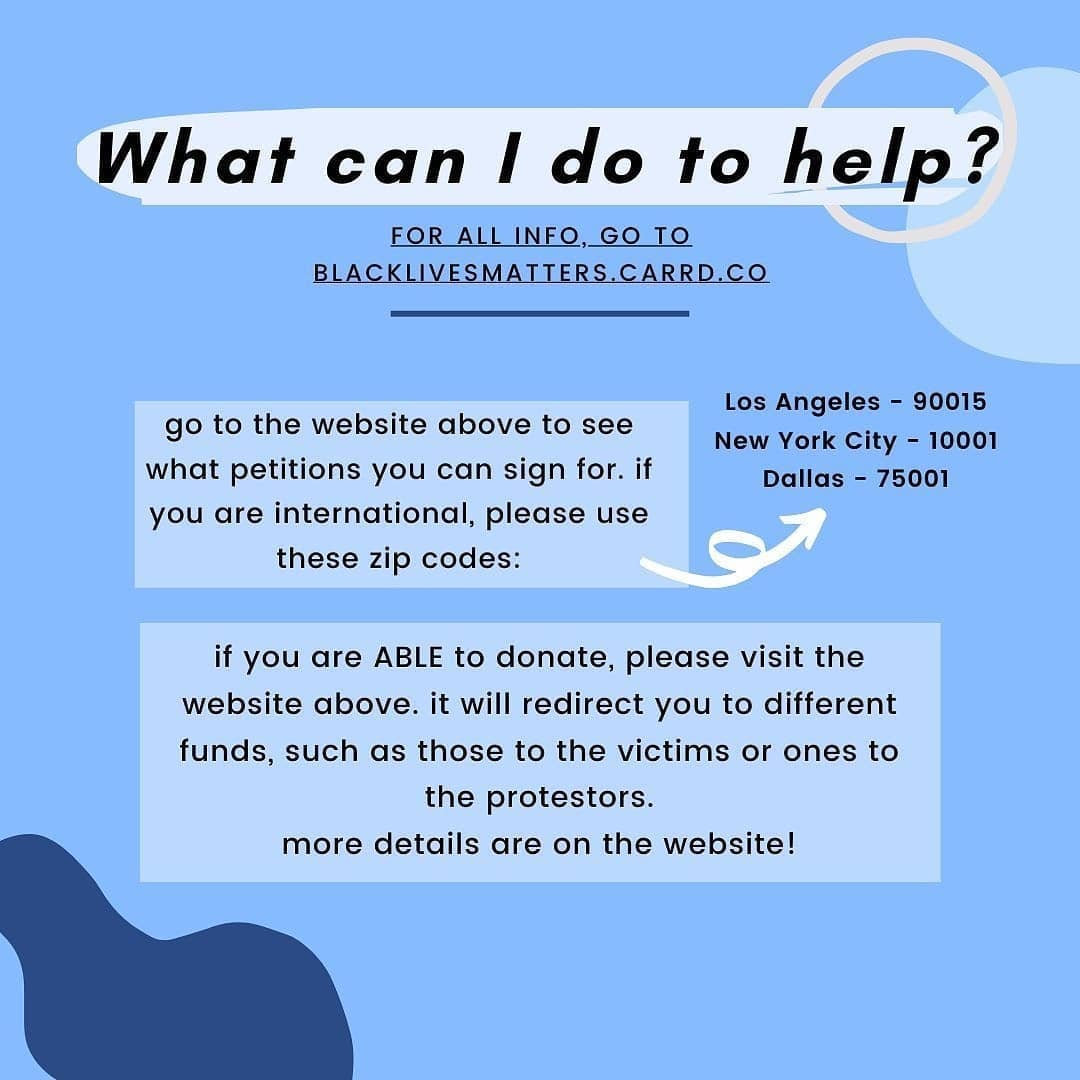 What can I do to help?
FOR ALL INFO, GO TO
BLACKLIVESMATTERS.CARRD.CO
go to the website above to see
what petitions you can sign for. if
you are international, please use
these zip codes:
Los Angeles - 90015
New York City - 10001
Dallas - 75001
if you are ABLE to donate, please visit the
website above. it will redirect you to different
funds, such as those to the victims or ones to
the protestors.
more details are on the website!